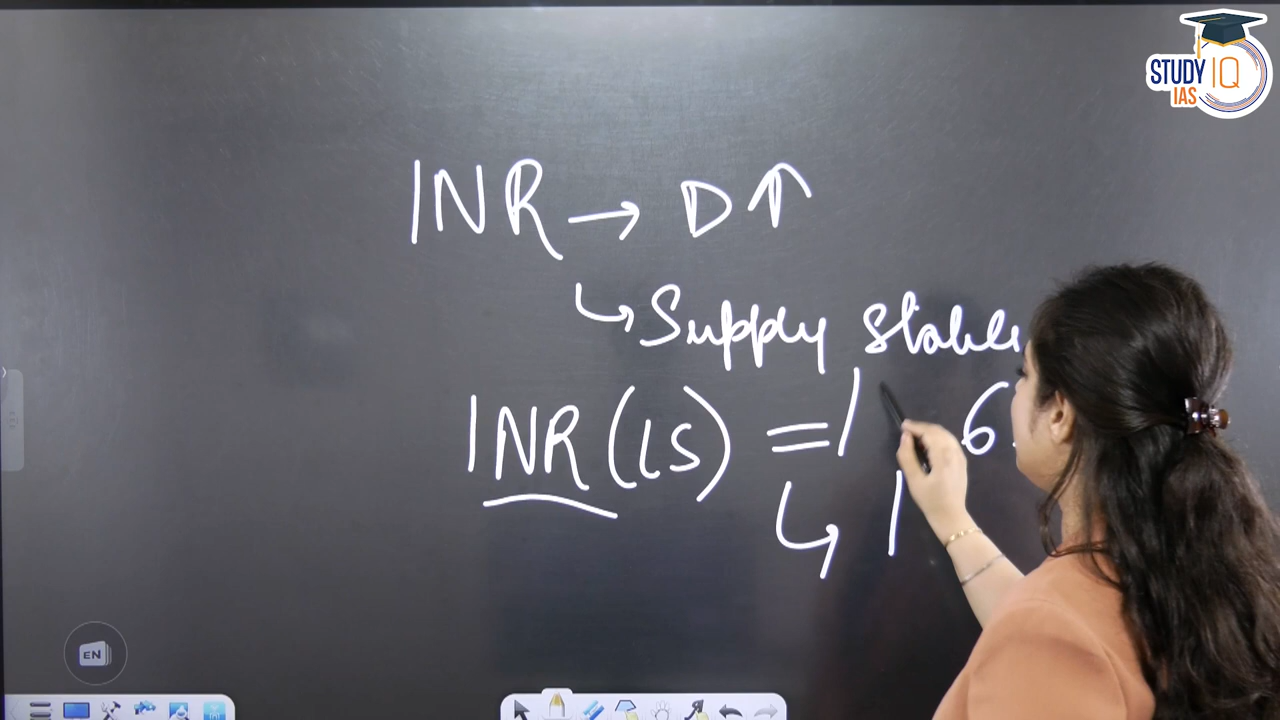 STUDY IQ
IAS
INR → D↑
↳ Supply stable
INR (LS) = 1 6
↳ 1
EN